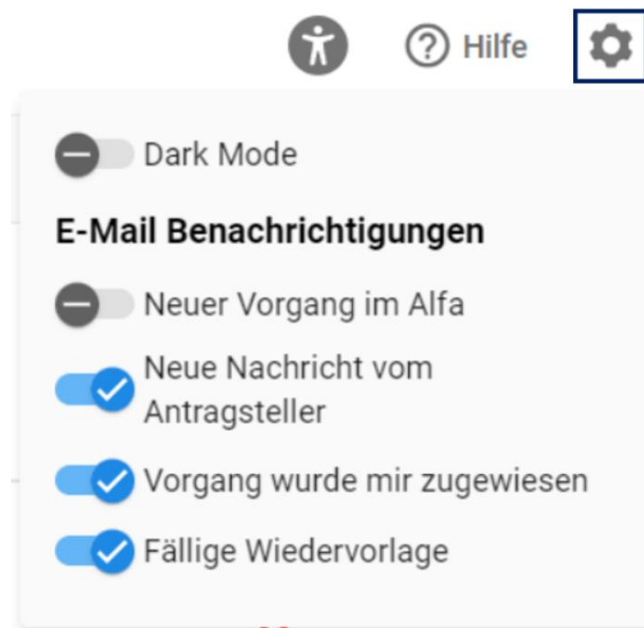 Hilfe
Dark Mode
E-Mail Benachrichtigungen
Neuer Vorgang im Alfa
Neue Nachricht vom
Antragsteller
Vorgang wurde mir zugewiesen
Fällige Wiedervorlage